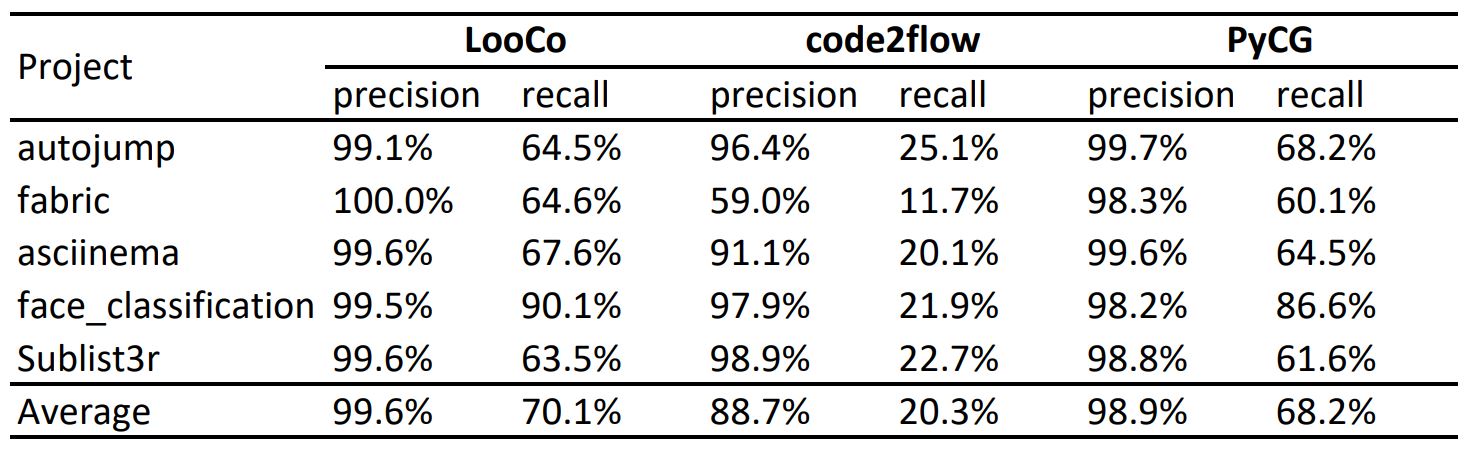 Project LooCo code2flow PyCG
precision recall precision recall precision recall
autojump 99.1% 64.5% 96.4% 25.1% 99.7% 68.2%
fabric 100.0% 64.6% 59.0% 11.7% 98.3% 60.1%
asciinema 99.6% 67.6% 91.1% 20.1% 99.6% 64.5%
face_classification 99.5% 90.1% 97.9% 21.9% 98.2% 86.6%
Sublist3r 99.6% 63.5% 98.9% 22.7% 98.8% 61.6%
Average 99.6% 70.1% 88.7% 20.3% 98.9% 68.2%